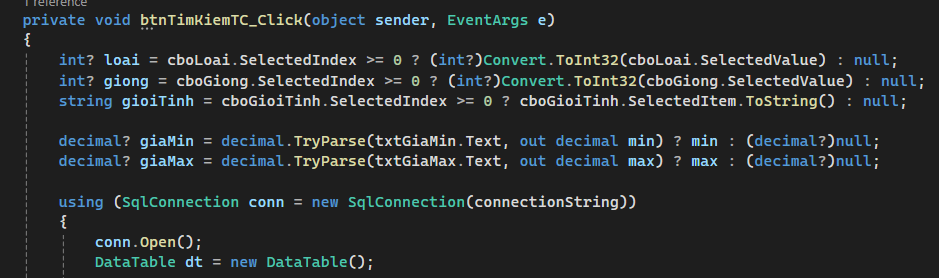 1 reference
private void btnTimKiemTC_Click(object sender, EventArgs e)
{
int? loai = cboLoai.SelectedIndex >= 0 ? (int?)Convert.ToInt32(cboLoai.SelectedValue) : null;
int? giong = cboGiong.SelectedIndex >= 0 ? (int?)Convert.ToInt32(cboGiong.SelectedValue) : null;
string gioiTinh = cboGioiTinh.SelectedIndex >= 0 ? cboGioiTinh.SelectedItem.ToString() : null;
decimal? giaMin = decimal.TryParse(txtGiaMin.Text, out decimal min) ? min : (decimal?)null;
decimal? giaMax = decimal.TryParse(txtGiaMax.Text, out decimal max) ? max : (decimal?)null;
using (SqlConnection conn = new SqlConnection(connectionString))
{
conn.Open();
DataTable dt = new DataTable();